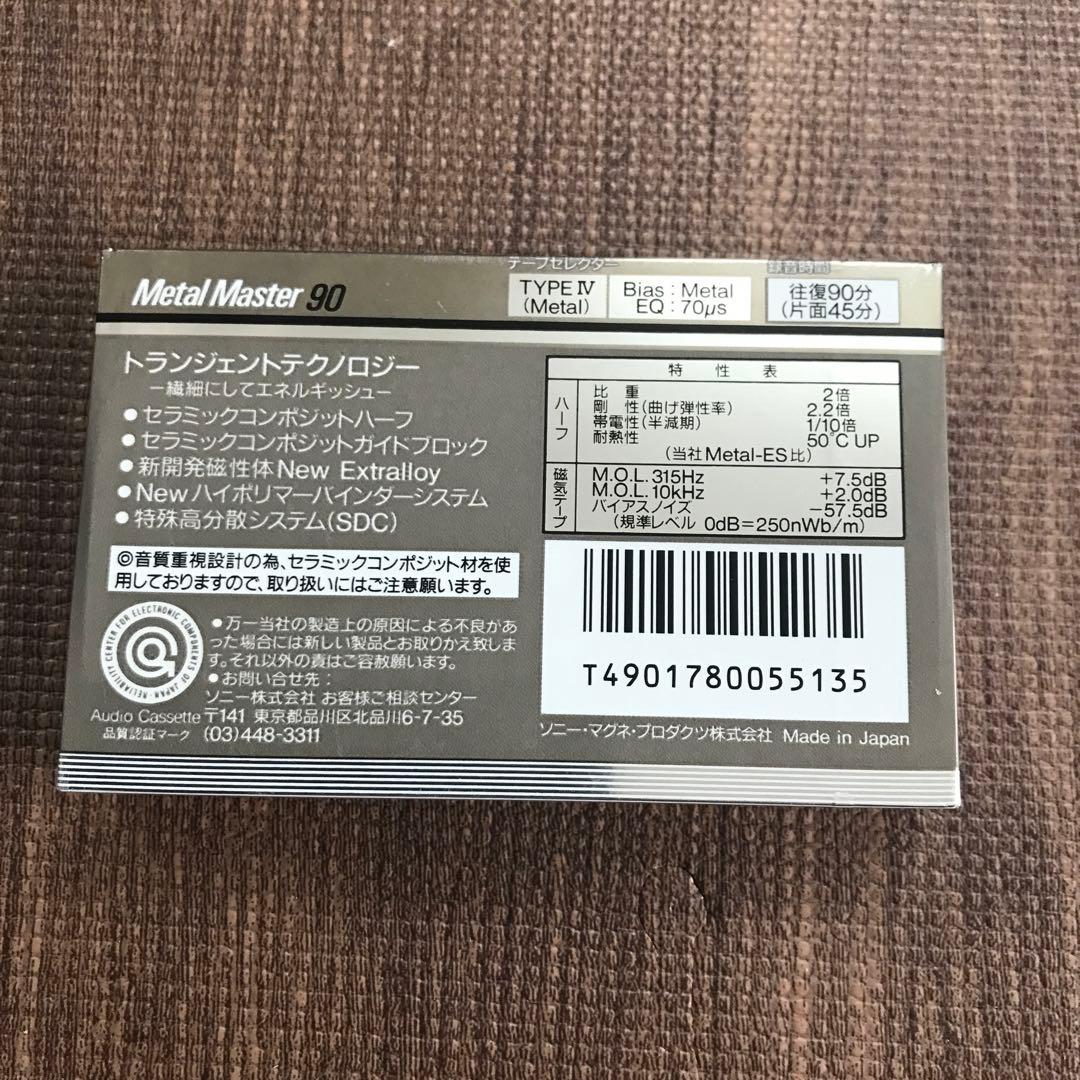 Metal Master 90
テープセレクター
TYPE Ⅳ
(Metal)
Bias : Metal
EQ : 70μs
録音時間
往復90分
(片面45分)
トランジェントテクノロジー
―繊細にしてエネルギッシュ―
●セラミックコンポジットハーフ
●セラミックコンポジットガイドブロック
●新開発磁性体New Extralloy
●Newハイポリマーバインダーシステム
●特殊高分散システム(SDC)
◎音質重視設計の為、セラミックコンポジット材を使
用しておりますので、取り扱いにはご注意願います。
RELIABILITY CENTER FOR ELECTRONIC COMPONENTS OF JAPAN
Audio Cassette
品質認証マーク
●万一当社の製造上の原因による不良があ
った場合には新しい製品とお取りかえ致しま
す。それ以外の責はご容赦願います。
●お問い合せ先:
ソニー株式会社 お客様ご相談センター
〒141 東京都品川区北品川6-7-35
(03)448-3311
特性表
ハーフ
比重 2倍
剛性(曲げ弾性率) 2.2倍
帯電性(半減期) 1/10倍
耐熱性 50℃ UP
(当社Metal-ES比)
磁気テープ
M.O.L. 315Hz +7.5dB
M.O.L. 10kHz +2.0dB
バイアスノイズ −57.5dB
(規準レベル 0dB=250nWb/m)
T4901780055135
ソニー・マグネ・プロダクツ株式会社 Made in Japan